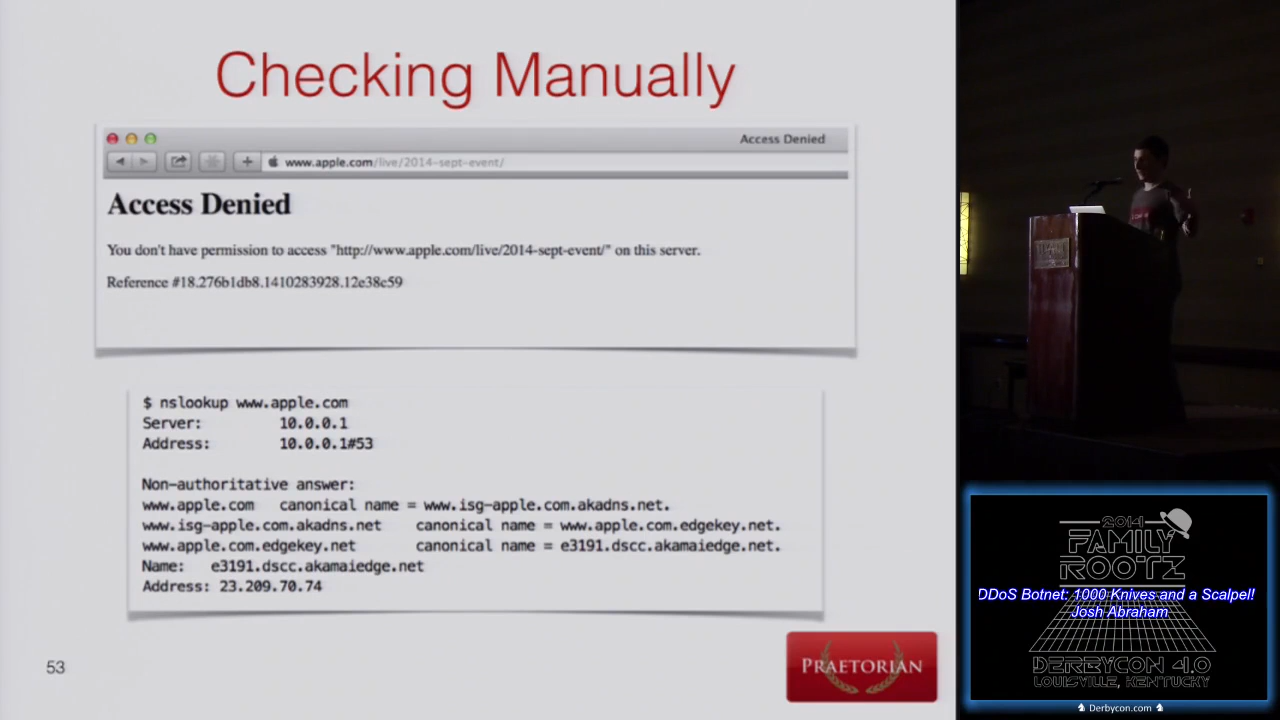 Checking Manually
Access Denied
www.apple.com/live/2014-sept-event/
Access Denied
You don't have permission to access "http://www.apple.com/live/2014-sept-event/" on this server.
Reference #18.276b1db8.1410283928.12e38c59
$ nslookup www.apple.com
Server: 10.0.0.1
Address: 10.0.0.1#53
Non-authoritative answer:
www.apple.com canonical name = www.isg-apple.com.akadns.net.
www.isg-apple.com.akadns.net canonical name = www.apple.com.edgekey.net.
www.apple.com.edgekey.net canonical name = e3191.dscc.akamaiedge.net.
Name: e3191.dscc.akamaiedge.net
Address: 23.209.70.74
53
PRAETORIAN
2014
FAMILY
ROOTZ
DDoS Botnet: 1000 Knives and a Scalpel!
Josh Abraham
DERBYCON 4.0
LOUISVILLE, KENTUCKY
Derbycon.com